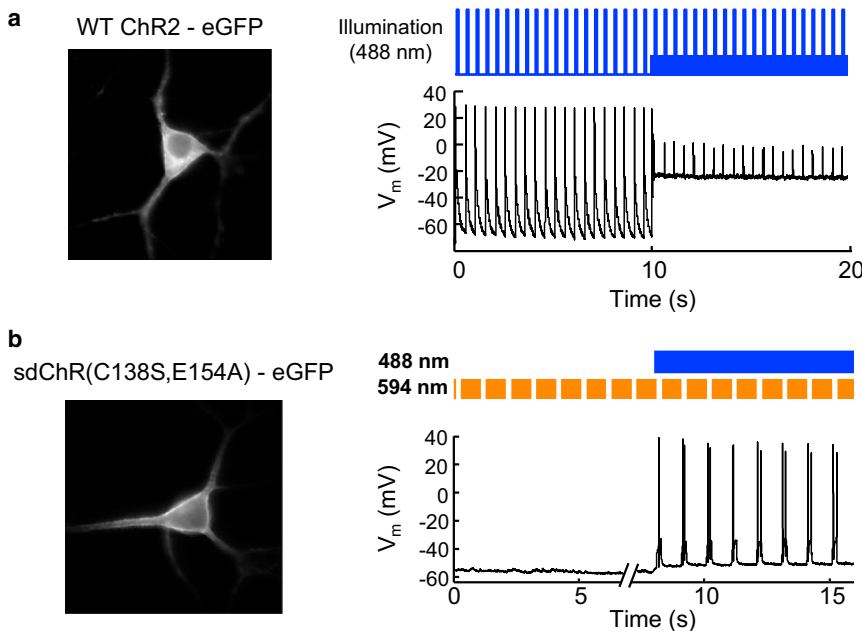 a
WT ChR2 - eGFP
Illumination
(488 nm)
40
20
0
-20
-40
-60
Vm (mV)
0
10
20
Time (s)
b
sdChR(C138S,E154A) - eGFP
488 nm
594 nm
40
20
0
-20
-40
-60
Vm (mV)
0
5
10
15
Time (s)